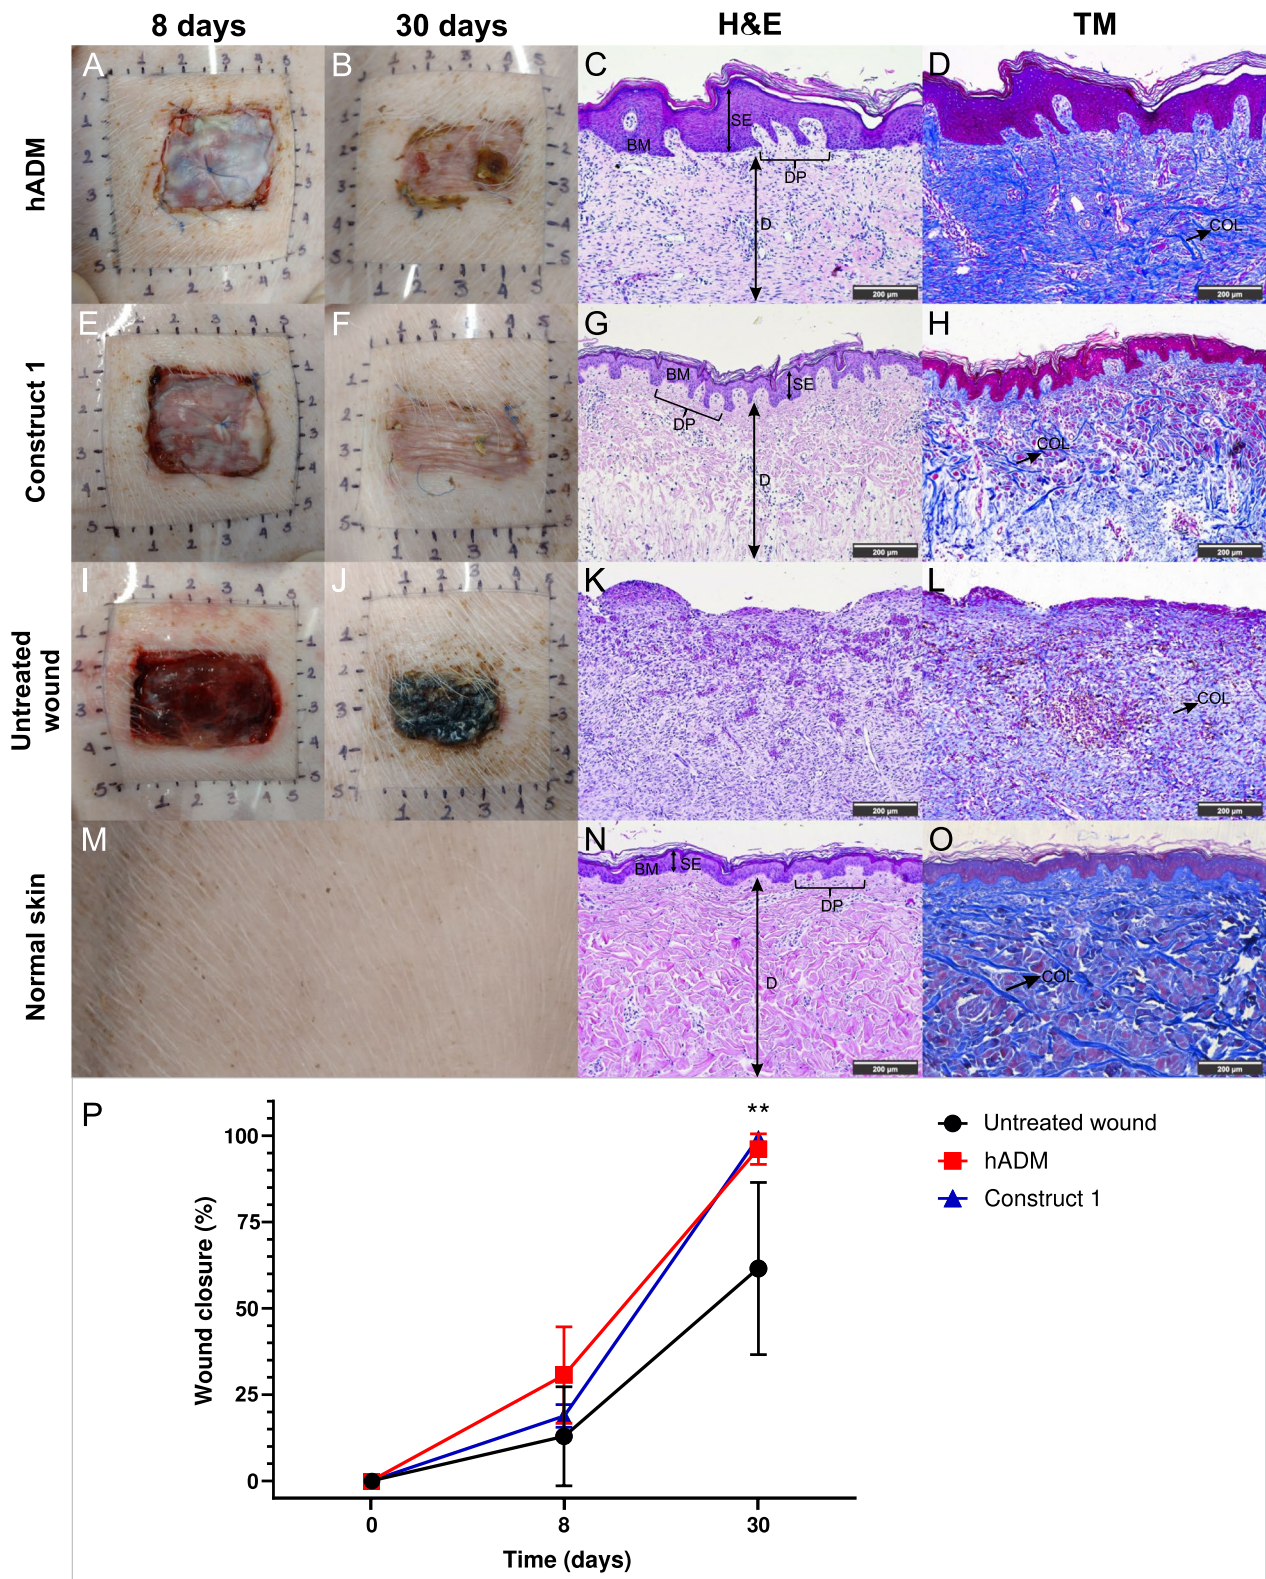 8 days 30 days H&E TM
hADM
A
B
C
SE
BM
DP
D
200 µm
D
COL
200 µm
Construct 1
E
F
G
BM
SE
DP
D
200 µm
H
COL
200 µm
Untreated
wound
I
J
K
200 µm
L
COL
200 µm
Normal skin
M
N
BM
SE
DP
D
200 µm
O
COL
200 µm
P
**
Wound closure (%)
100
75
50
25
0
0 8 30
Time (days)
Untreated wound
hADM
Construct 1